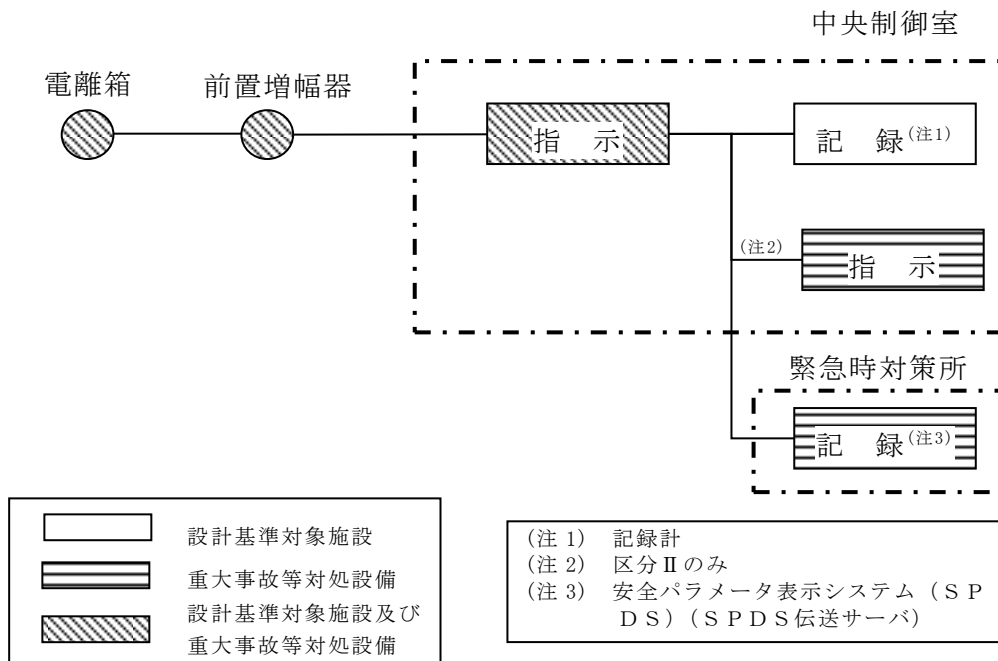 中央制御室
電離箱
前置増幅器
指 示
記 録(注1)
(注2)
指 示
緊急時対策所
記 録(注3)
設計基準対象施設
重大事故等対処設備
設計基準対象施設及び
重大事故等対処設備
(注 1) 記録計
(注 2) 区分Ⅱのみ
(注 3) 安全パラメータ表示システム（ＳＰ
ＤＳ）(ＳＰＤＳ伝送サーバ）